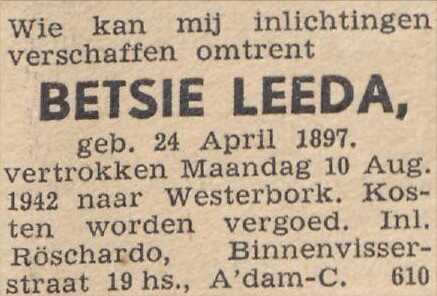 Wie kan mij inlichtingen
verschaffen omtrent
BETSIE LEEDA,
geb. 24 April 1897.
vertrokken Maandag 10 Aug.
1942 naar Westerbork. Kos-
ten worden vergoed. Inl.
Röschardo, Binnenvisser-
straat 19 hs., A'dam-C. 610